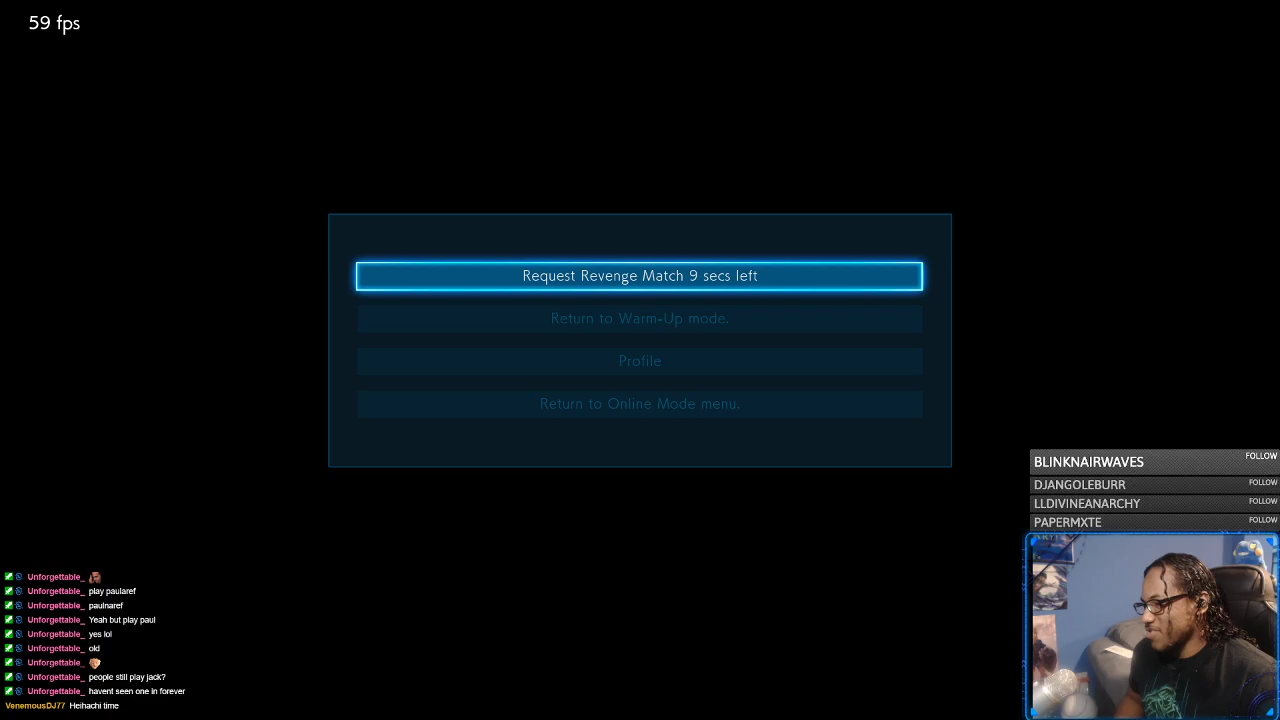 59 fps
Request Revenge Match 9 secs left
Return to Warm-Up mode.
Profile
Return to Online Mode menu.
BLINKNAIRWAVES FOLLOW
DJANGOLEBURR FOLLOW
LLDIVINEANARCHY FOLLOW
PAPERMXTE FOLLOW
Unforgettable_
Unforgettable_ play paularef
Unforgettable_ paulnaref
Unforgettable_ Yeah but play paul
Unforgettable_ yes lol
Unforgettable_ old
Unforgettable_
Unforgettable_ people still play jack?
Unforgettable_ havent seen one in forever
VenemousDJ77 Heihachi time